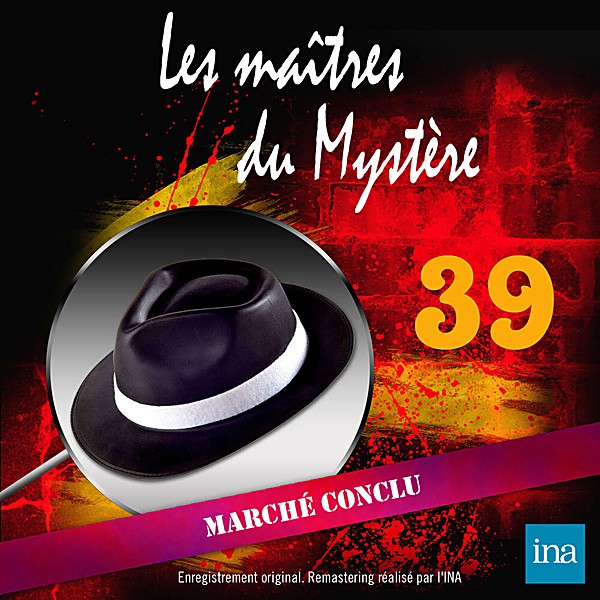 Les maîtres
du Mystère
39
MARCHÉ CONCLU
ina
Enregistrement original. Remastering réalisé par l'INA